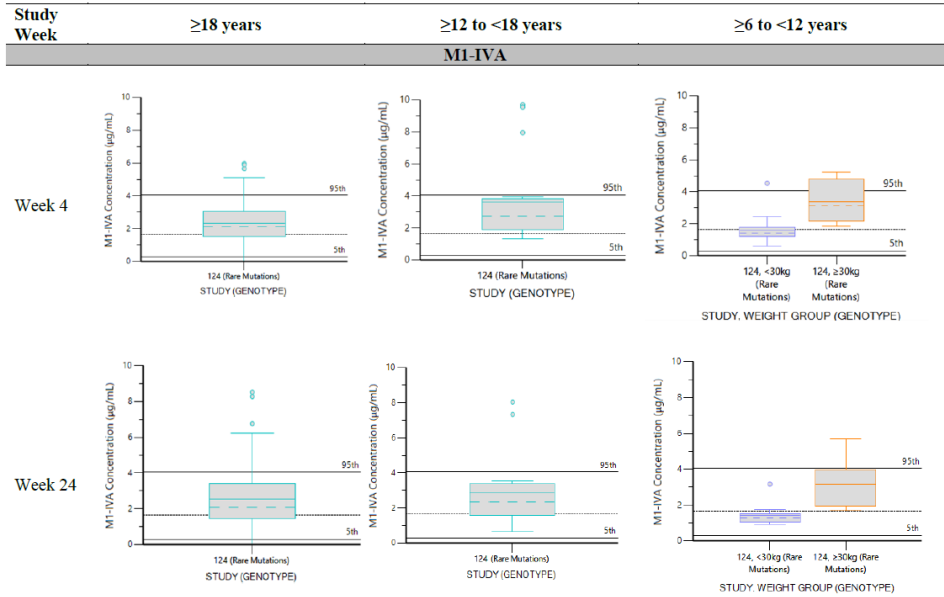 Study Week
≥18 years
≥12 to <18 years
≥6 to <12 years
M1-IVA
Week 4
M1-IVA Concentration (µg/mL)
10
8
6
4
2
0
95th
5th
124 (Rare Mutations)
STUDY (GENOTYPE)
M1-IVA Concentration (µg/mL)
10
8
6
4
2
0
95th
5th
124 (Rare Mutations)
STUDY (GENOTYPE)
M1-IVA Concentration (µg/mL)
10
8
6
4
2
0
95th
5th
124, <30kg
(Rare
Mutations)
124, ≥30kg
(Rare
Mutations)
STUDY. WEIGHT GROUP (GENOTYPE)
Week 24
M1-IVA Concentration (µg/mL)
10
8
6
4
2
0
95th
5th
124 (Rare Mutations)
STUDY (GENOTYPE)
M1-IVA Concentration (µg/mL)
10
8
6
4
2
0
95th
5th
124 (Rare Mutations)
STUDY (GENOTYPE)
M1-IVA Concentration (µg/mL)
10
8
6
4
2
0
95th
5th
124, <30kg (Rare
Mutations)
124, ≥30kg (Rare
Mutations)
STUDY. WEIGHT GROUP (GENOTYPE)